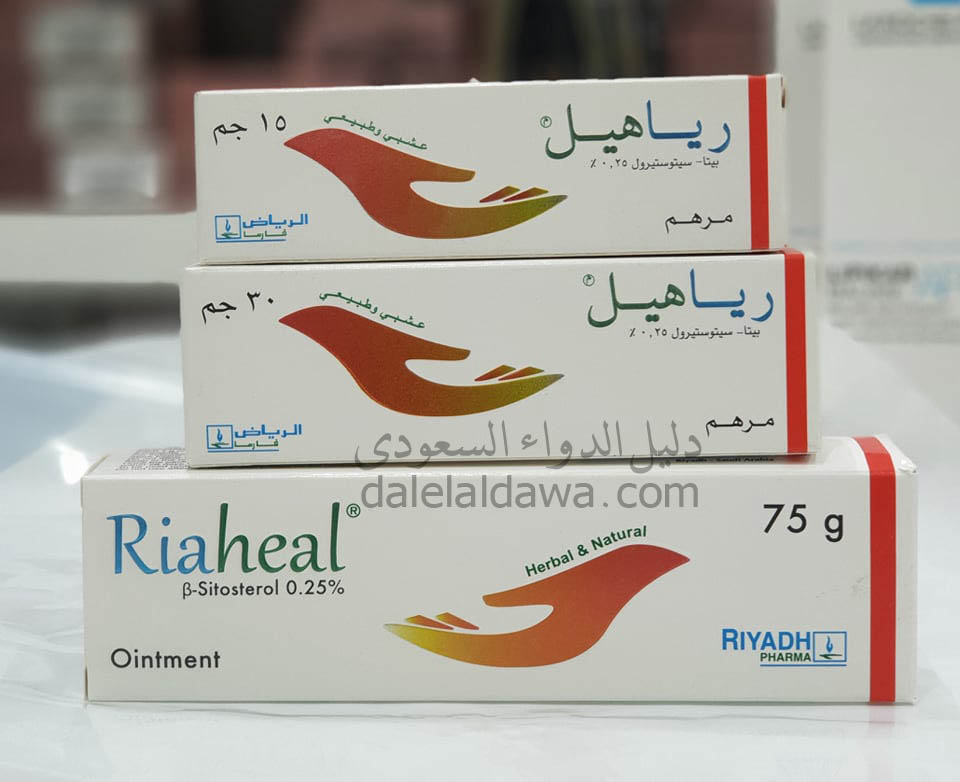 رياهيل
بيتا- سيتوستيرول ٠,٢٥ ٪
١٥ جم
عشبي وطبيعي
الرياض
فارما
مرهم
رياهيل
بيتا- سيتوستيرول ٠,٢٥ ٪
٣٠ جم
عشبي وطبيعي
الرياض
فارما
مرهم
دليل الدواء السعودى
dalelaldawa.com
Riaheal®
β-Sitosterol 0.25%
75 g
Herbal & Natural
Ointment
RIYADH
PHARMA